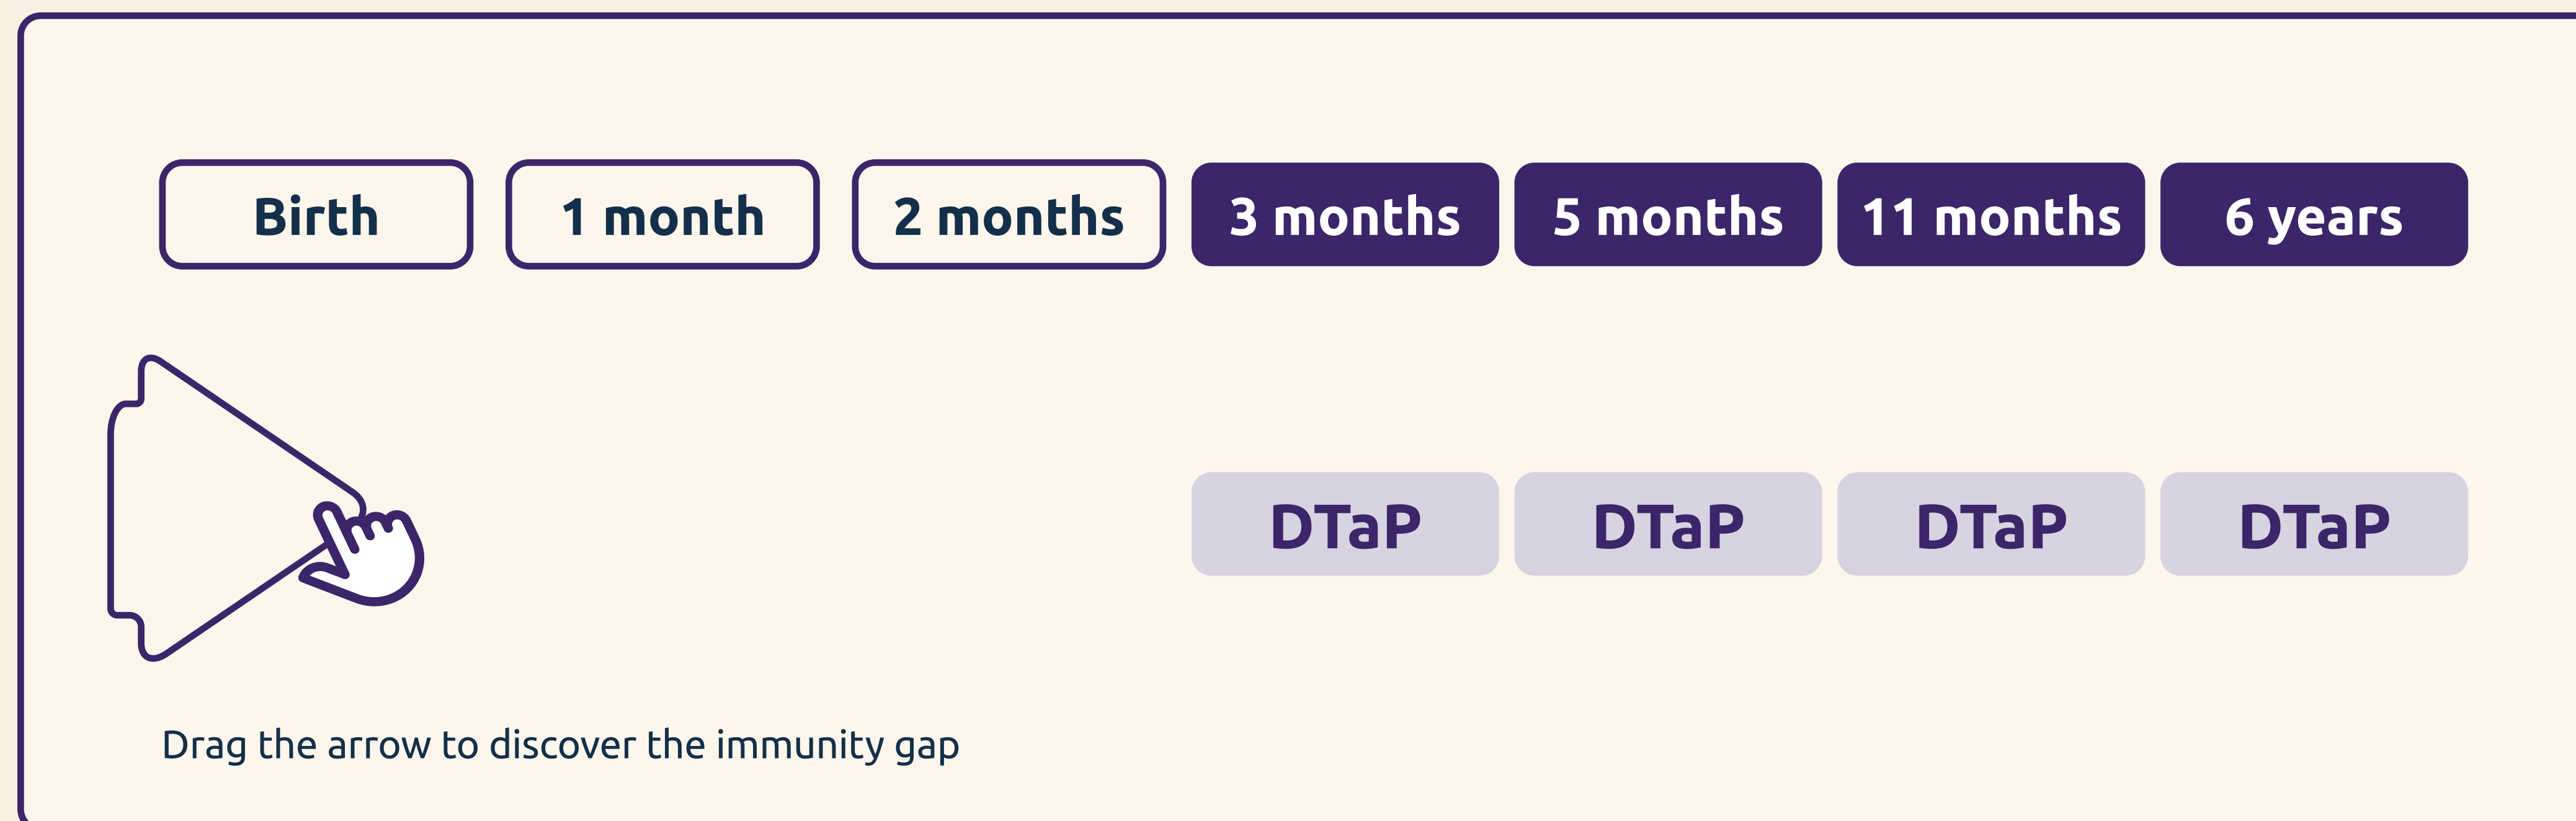 Birth 1 month 2 months 3 months 5 months 11 months 6 years
DTaP DTaP DTaP DTaP
Drag the arrow to discover the immunity gap